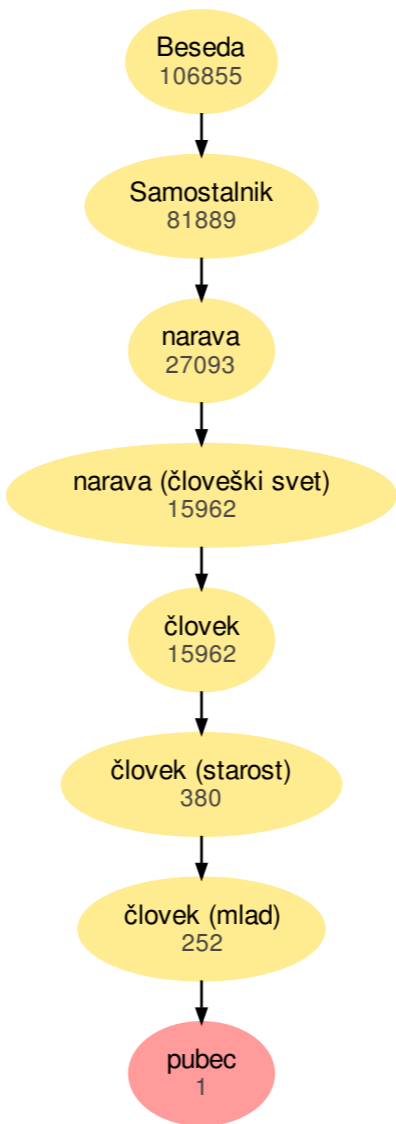 Beseda
106855
Samostalnik
81889
narava
27093
narava (človeški svet)
15962
človek
15962
človek (starost)
380
človek (mlad)
252
pubec
1